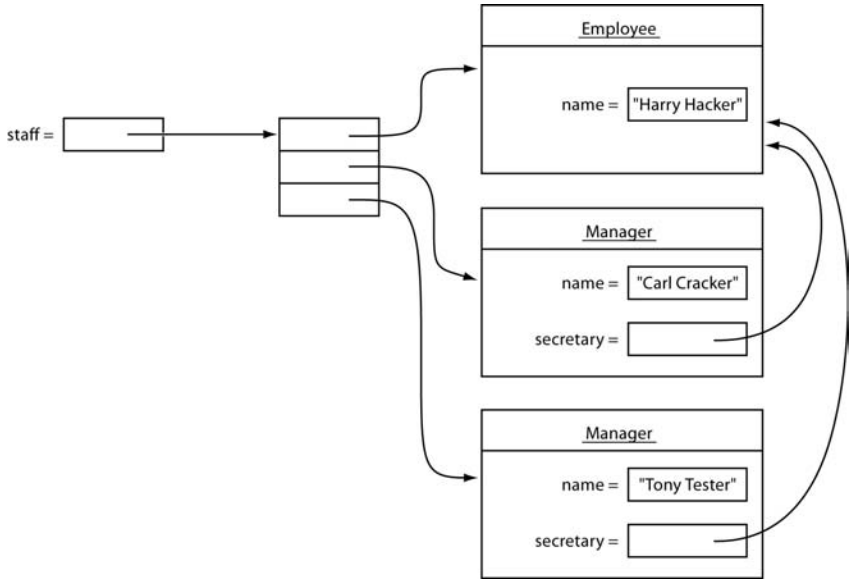 Employee
name = "Harry Hacker"
staff =
Manager
name = "Carl Cracker"
secretary =
Manager
name = "Tony Tester"
secretary =